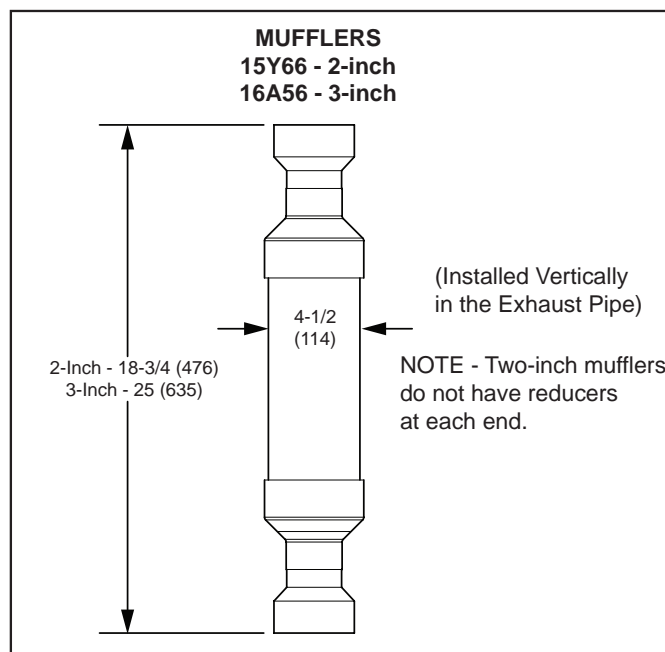 MUFFLERS
15Y66 - 2-inch
16A56 - 3-inch
(Installed Vertically
in the Exhaust Pipe)
4-1/2
(114)
2-Inch - 18-3/4 (476)
3-Inch - 25 (635)
NOTE - Two-inch mufflers
do not have reducers
at each end.